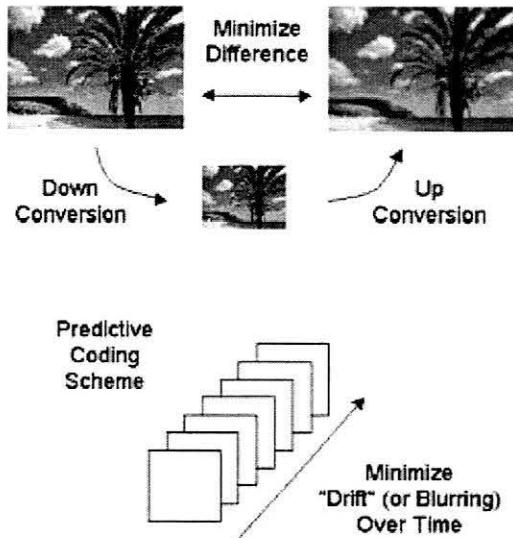 Minimize
Difference
Down
Conversion
Up
Conversion
Predictive
Coding
Scheme
Minimize
"Drift" (or Blurring)
Over Time